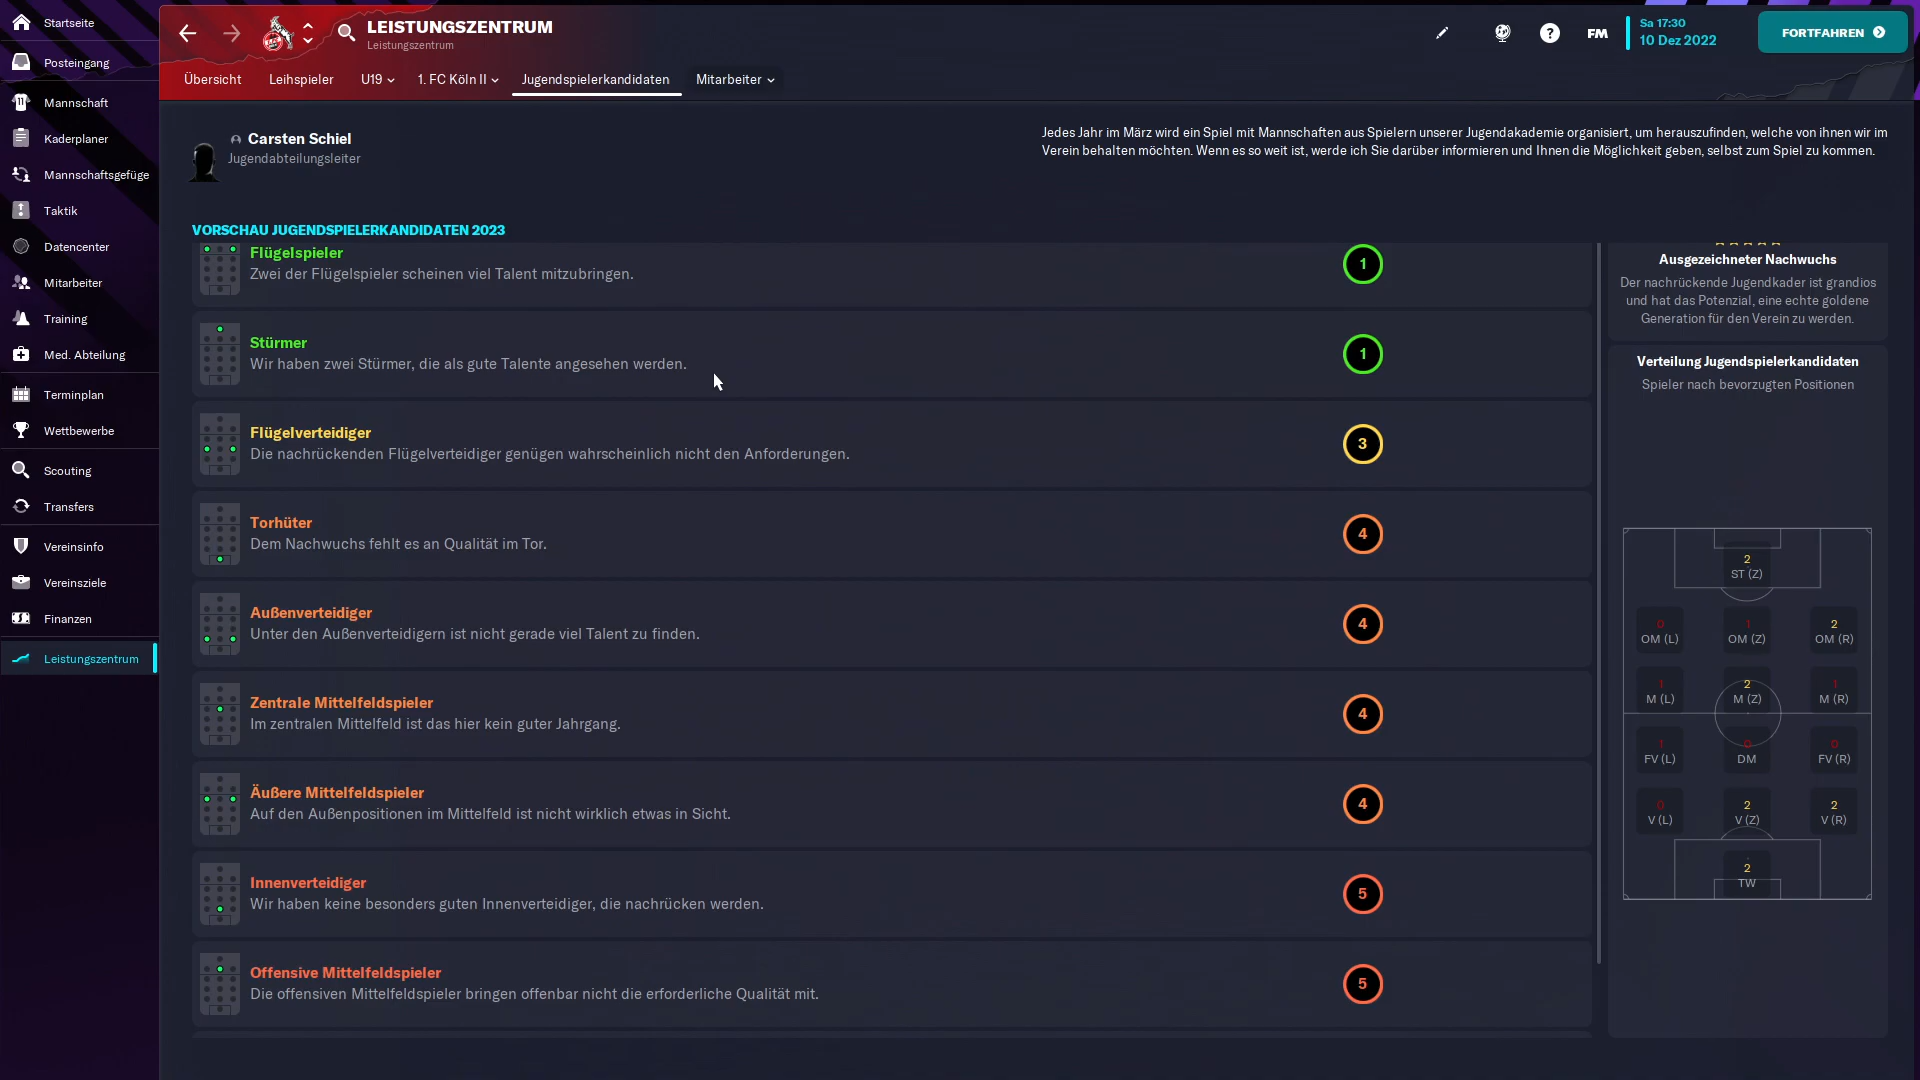 Startseite
Posteingang
Mannschaft
Kaderplaner
Mannschaftsgefüge
Taktik
Datencenter
Mitarbeiter
Training
Med. Abteilung
Terminplan
Wettbewerbe
Scouting
Transfers
Vereinsinfo
Vereinsziele
Finanzen
Leistungszentrum
LEISTUNGSZENTRUM
Leistungszentrum
?
FM
Sa 17:30
10 Dez 2022
FORTFAHREN
Übersicht
Leihspieler
U19
1. FC Köln II
Jugendspielerkandidaten
Mitarbeiter
Carsten Schiel
Jugendabteilungsleiter
Jedes Jahr im März wird ein Spiel mit Mannschaften aus Spielern unserer Jugendakademie organisiert, um herauszufinden, welche von ihnen wir im
Verein behalten möchten. Wenn es so weit ist, werde ich Sie darüber informieren und Ihnen die Möglichkeit geben, selbst zum Spiel zu kommen.
VORSCHAU JUGENDSPIELERKANDIDATEN 2023
Flügelspieler
Zwei der Flügelspieler scheinen viel Talent mitzubringen.
1
Stürmer
Wir haben zwei Stürmer, die als gute Talente angesehen werden.
1
Flügelverteidiger
Die nachrückenden Flügelverteidiger genügen wahrscheinlich nicht den Anforderungen.
3
Torhüter
Dem Nachwuchs fehlt es an Qualität im Tor.
4
Außenverteidiger
Unter den Außenverteidigern ist nicht gerade viel Talent zu finden.
4
Zentrale Mittelfeldspieler
Im zentralen Mittelfeld ist das hier kein guter Jahrgang.
4
Äußere Mittelfeldspieler
Auf den Außenpositionen im Mittelfeld ist nicht wirklich etwas in Sicht.
4
Innenverteidiger
Wir haben keine besonders guten Innenverteidiger, die nachrücken werden.
5
Offensive Mittelfeldspieler
Die offensiven Mittelfeldspieler bringen offenbar nicht die erforderliche Qualität mit.
5
Ausgezeichneter Nachwuchs
Der nachrückende Jugendkader ist grandios
und hat das Potenzial, eine echte goldene
Generation für den Verein zu werden.
Verteilung Jugendspielerkandidaten
Spieler nach bevorzugten Positionen
2
ST (Z)
0 1 2
OM (L) OM (Z) OM (R)
1 2 1
M (L) M (Z) M (R)
1 0 0
FV (L) DM FV (R)
0 2 2
V (L) V (Z) V (R)
2
TW